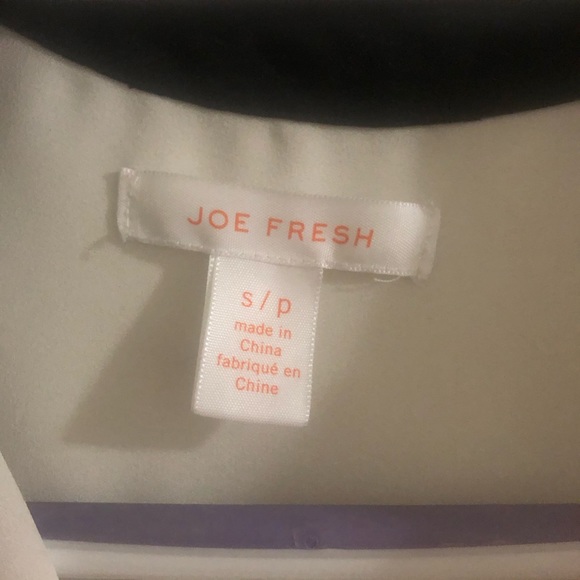 JOE FRESH
s/p
made in
China
fabriqué en
Chine